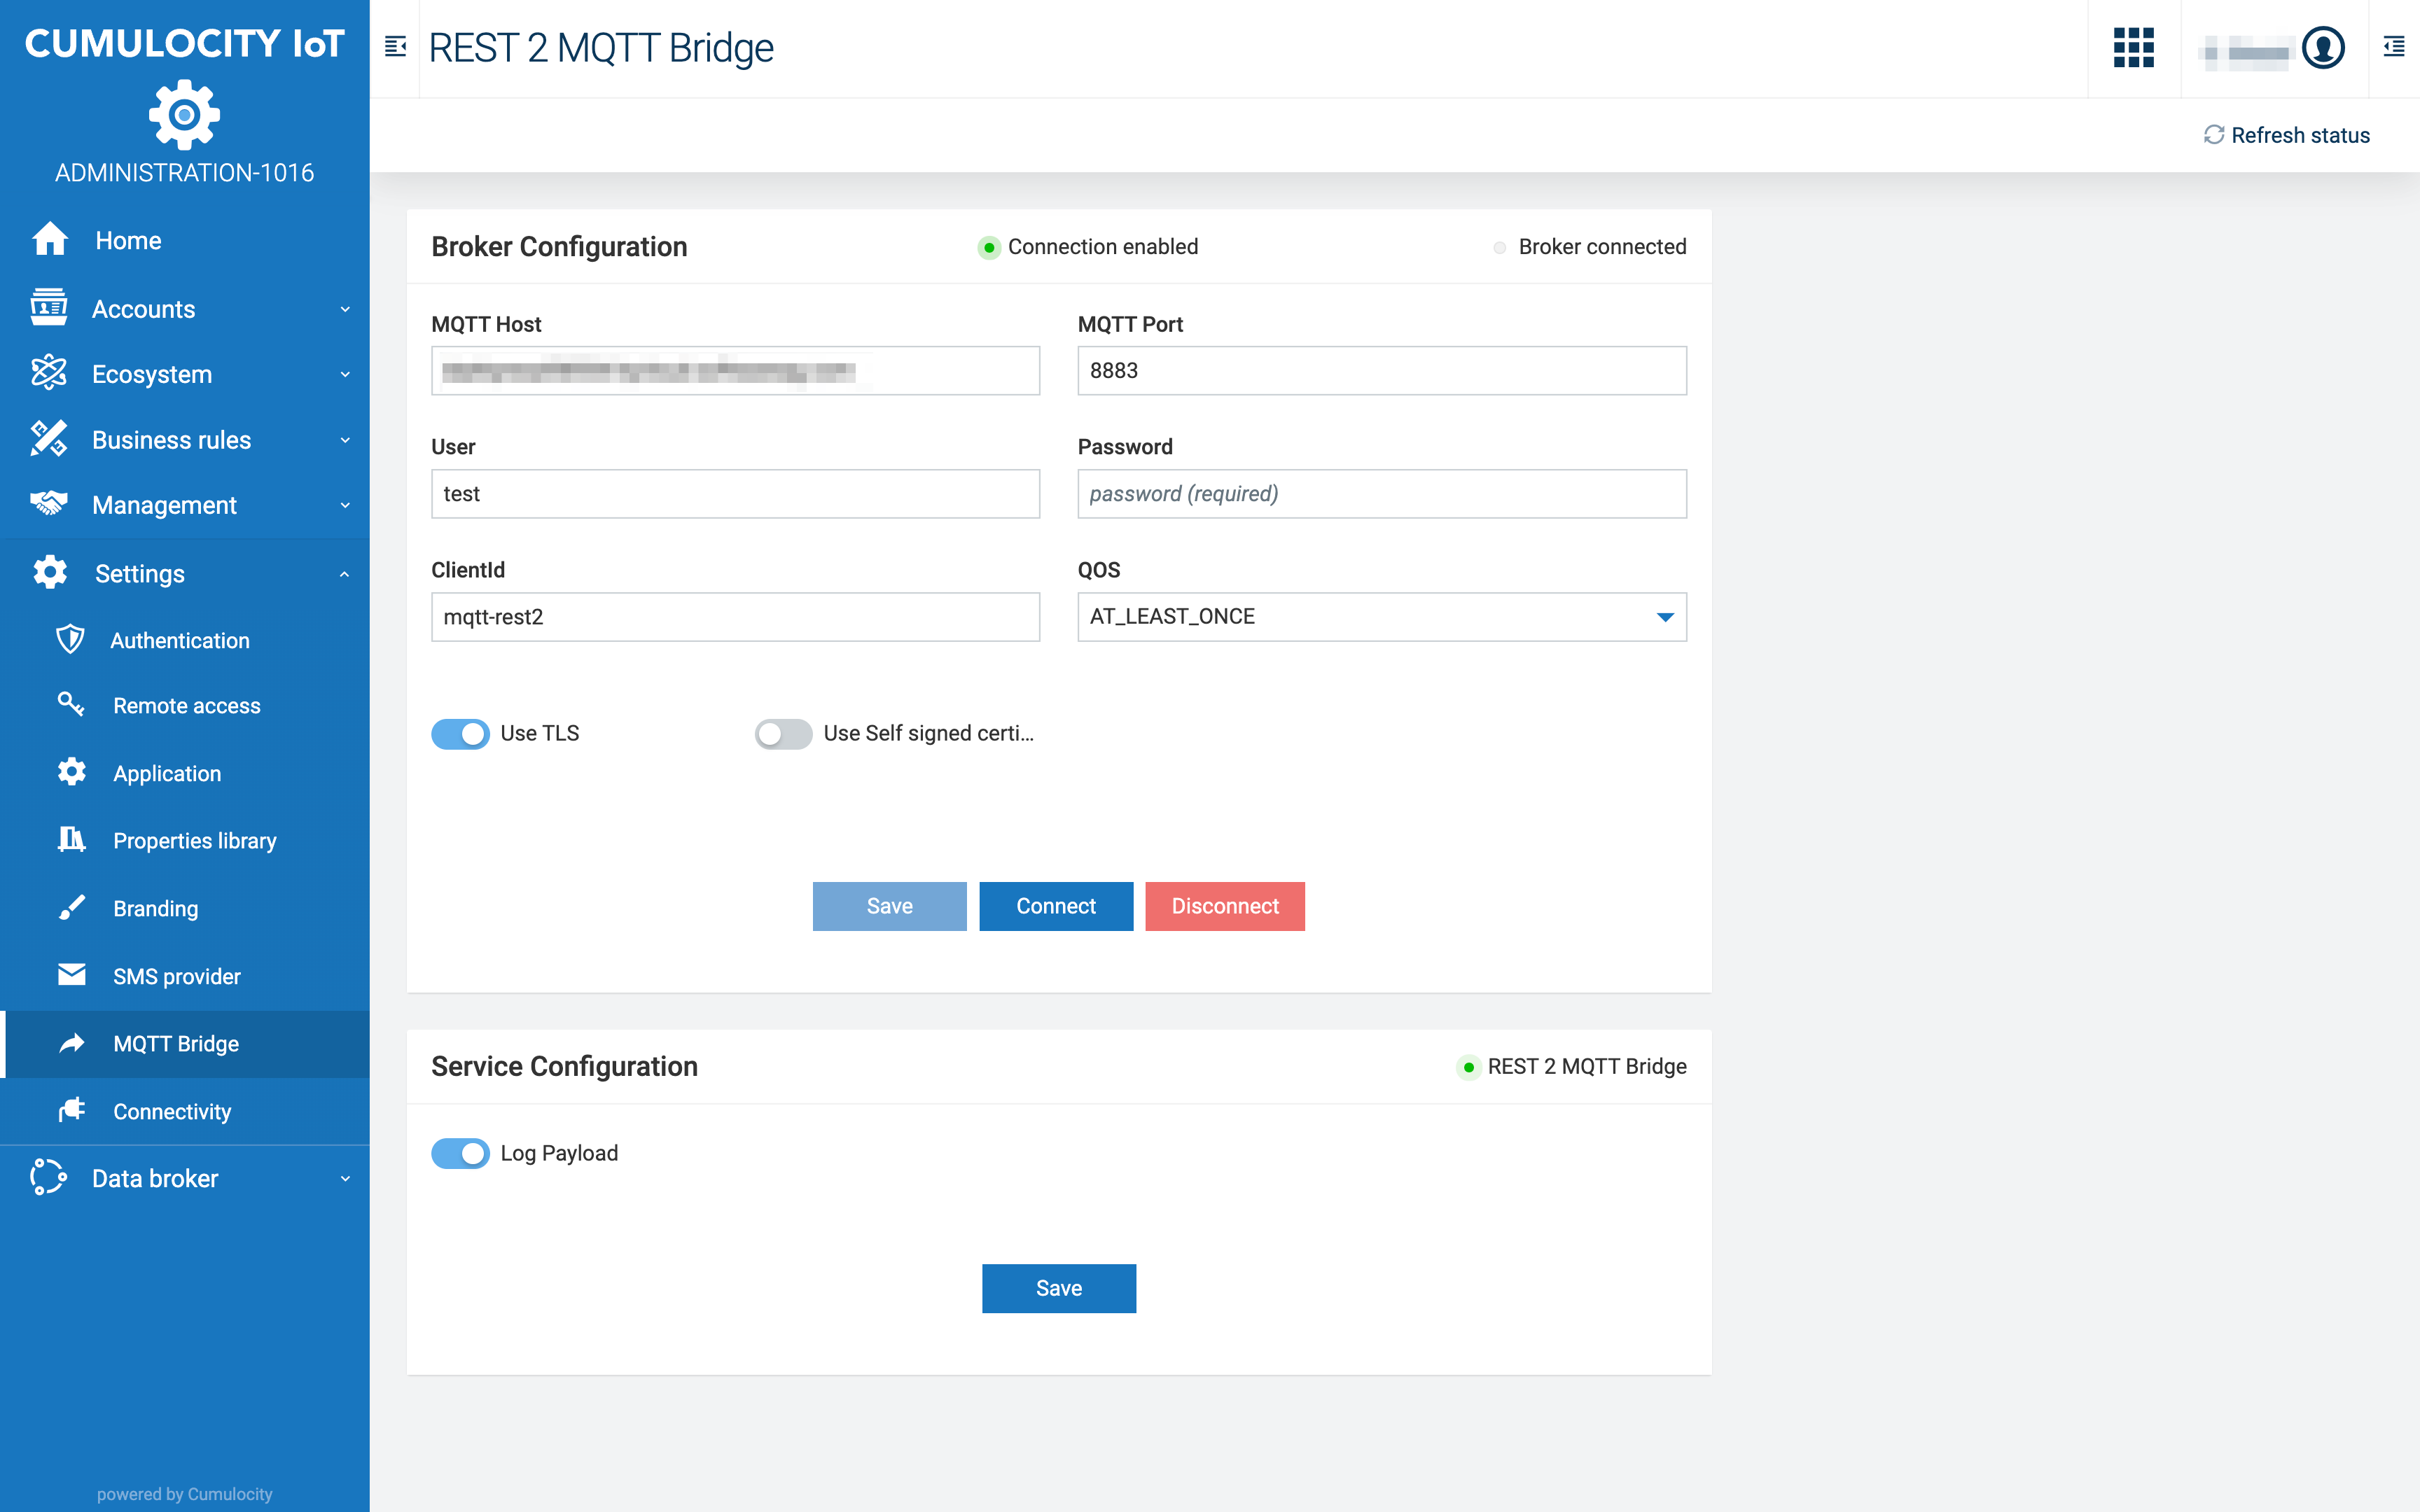 CUMULOCITY IoT
ADMINISTRATION-1016
Home
Accounts
Ecosystem
Business rules
Management
Settings
Authentication
Remote access
Application
Properties library
Branding
SMS provider
MQTT Bridge
Connectivity
Data broker
powered by Cumulocity
REST 2 MQTT Bridge
Refresh status
Broker Configuration
Connection enabled
Broker connected
MQTT Host
MQTT Port
8883
User
Password
test
password (required)
ClientId
QOS
mqtt-rest2
AT_LEAST_ONCE
Use TLS
Use Self signed certi...
Save
Connect
Disconnect
Service Configuration
REST 2 MQTT Bridge
Log Payload
Save